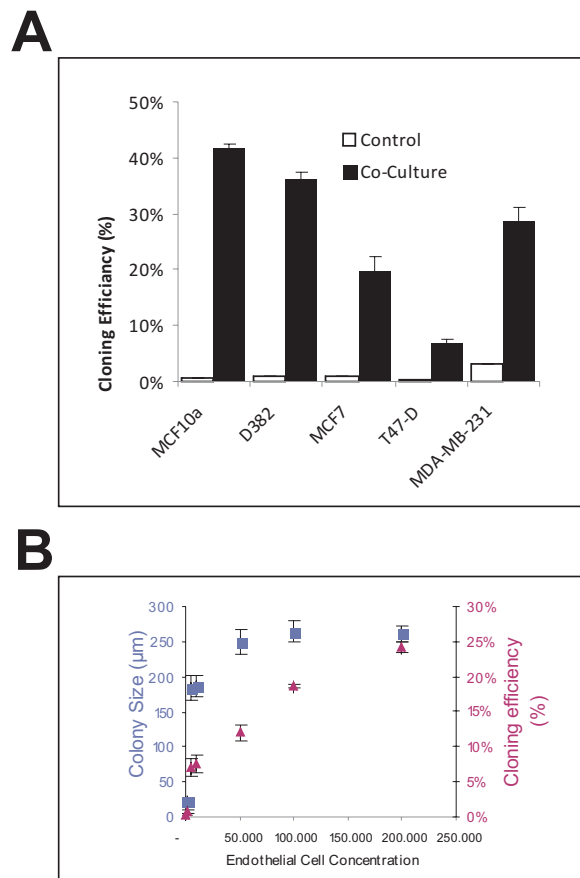 A
50%
40%
30%
20%
10%
0%
Cloning Efficiancy (%)
Control
Co-Culture
MCF10a
D382
MCF7
T47-D
MDA-MB-231
B
300
250
200
150
100
50
0
Colony Size (μm)
30%
25%
20%
15%
10%
5%
0%
Cloning efficiency
(%)
-
50.000
100.000
150.000
200.000
250.000
Endothelial Cell Concentration